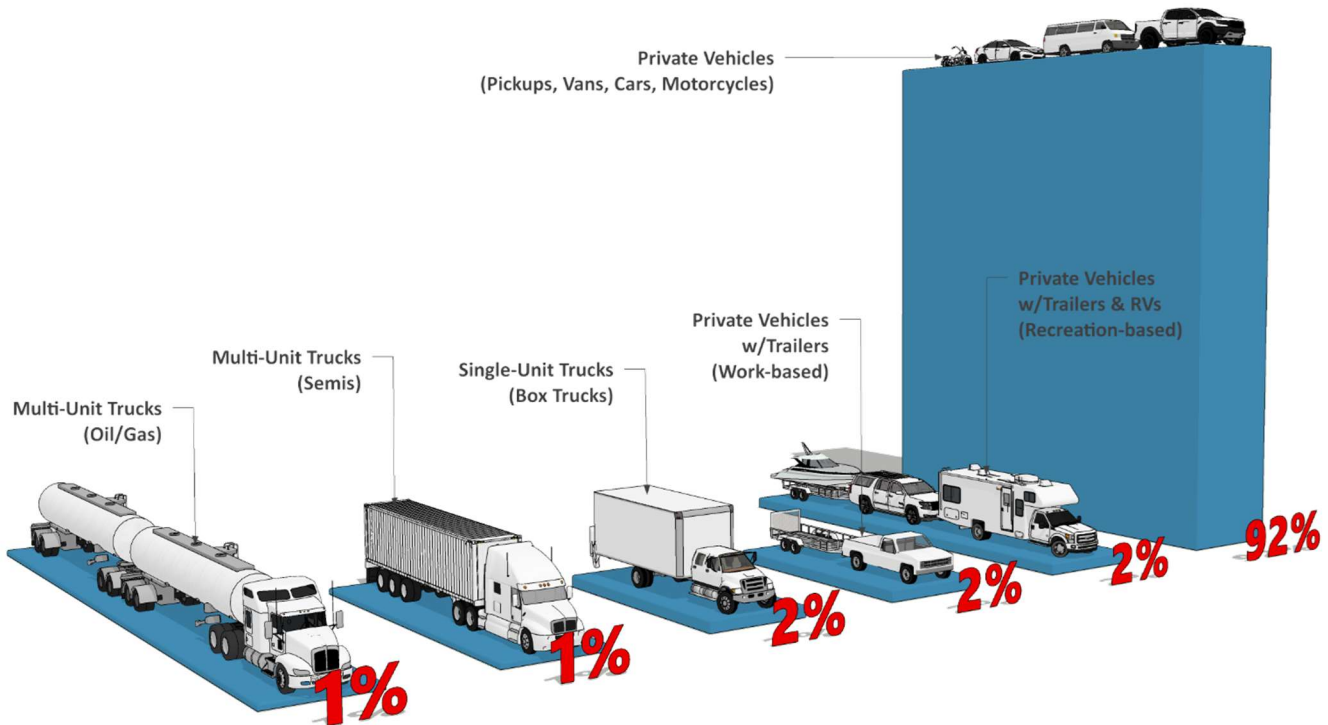 Private Vehicles
(Pickups, Vans, Cars, Motorcycles)
Private Vehicles
w/Trailers & RVs
(Recreation-based)
Private Vehicles
w/Trailers
(Work-based)
Multi-Unit Trucks
(Semis)
Single-Unit Trucks
(Box Trucks)
Multi-Unit Trucks
(Oil/Gas)
1%
1%
2%
2%
2%
92%